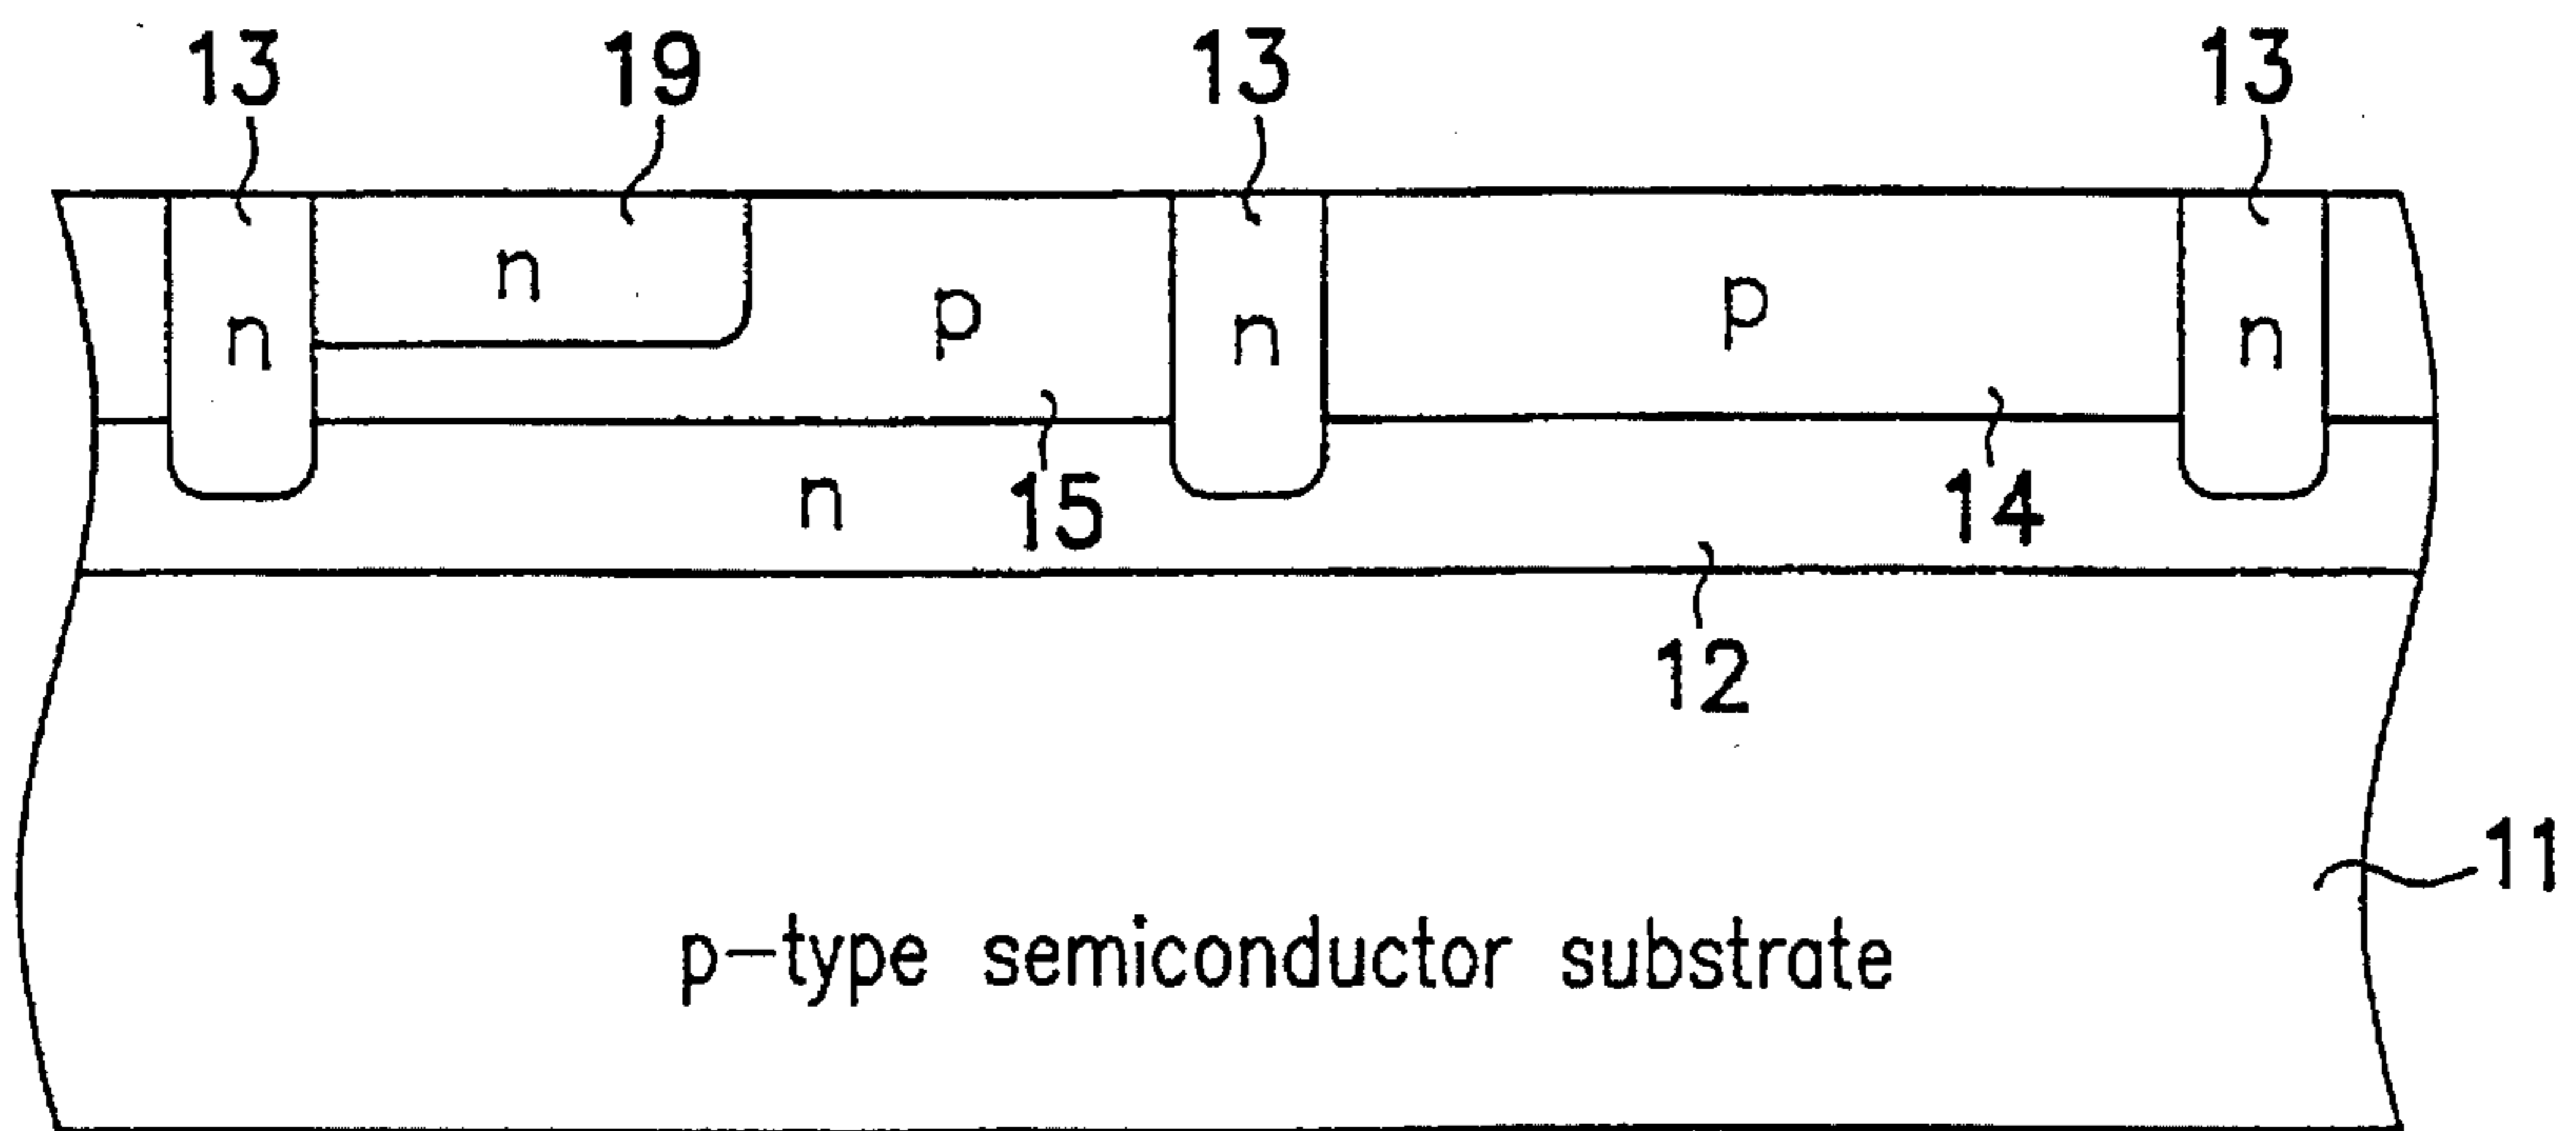 13 19 13 13
n n p n p n
n 15 14
12
11
p-type semiconductor substrate